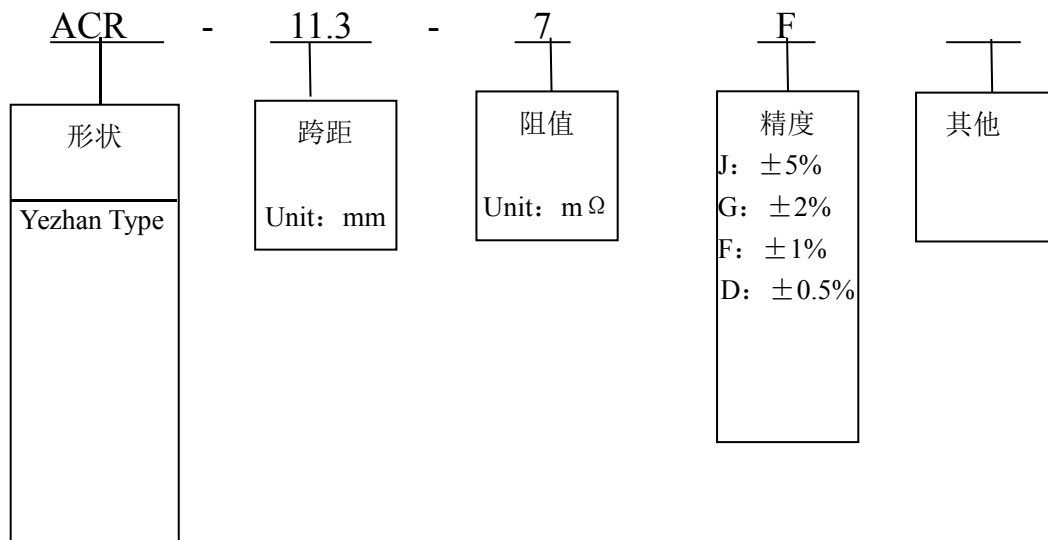 ACR - 11.3 - 7 F
形状
Yezhan Type
跨距
Unit：mm
阻值
Unit：mΩ
精度
J：±5%
G：±2%
F：±1%
D：±0.5%
其他